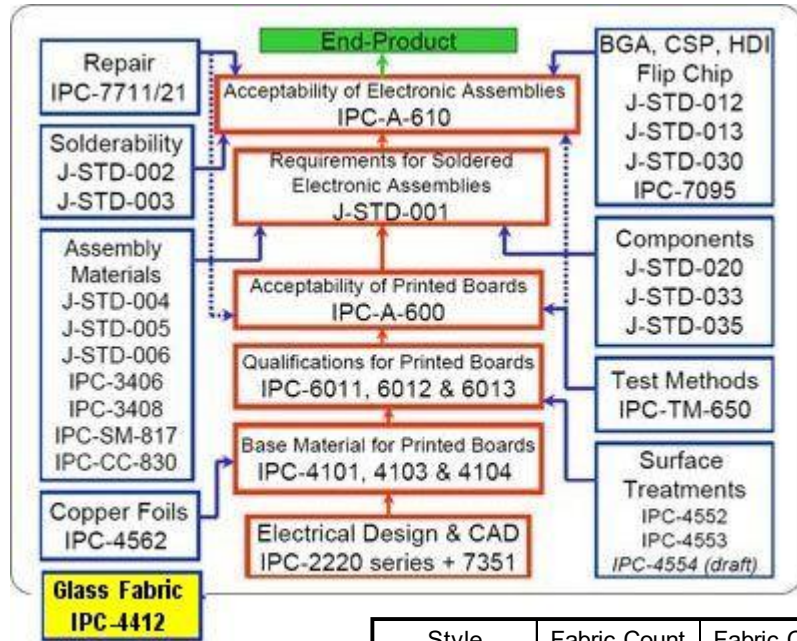 End-Product
Repair
IPC-7711/21
Acceptability of Electronic Assemblies
IPC-A-610
BGA, CSP, HDI
Flip Chip
J-STD-012
J-STD-013
J-STD-030
IPC-7095
Solderability
J-STD-002
J-STD-003
Requirements for Soldered
Electronic Assemblies
J-STD-001
Assembly
Materials
J-STD-004
J-STD-005
J-STD-006
IPC-3406
IPC-3408
IPC-SM-817
IPC-CC-830
Components
J-STD-020
J-STD-033
J-STD-035
Acceptability of Printed Boards
IPC-A-600
Qualifications for Printed Boards
IPC-6011, 6012 & 6013
Test Methods
IPC-TM-650
Base Material for Printed Boards
IPC-4101, 4103 & 4104
Surface
Treatments
IPC-4552
IPC-4553
IPC-4554 (draft)
Copper Foils
IPC-4562
Electrical Design & CAD
IPC-2220 series + 7351
Glass Fabric
IPC-4412
Style
Fabric Count